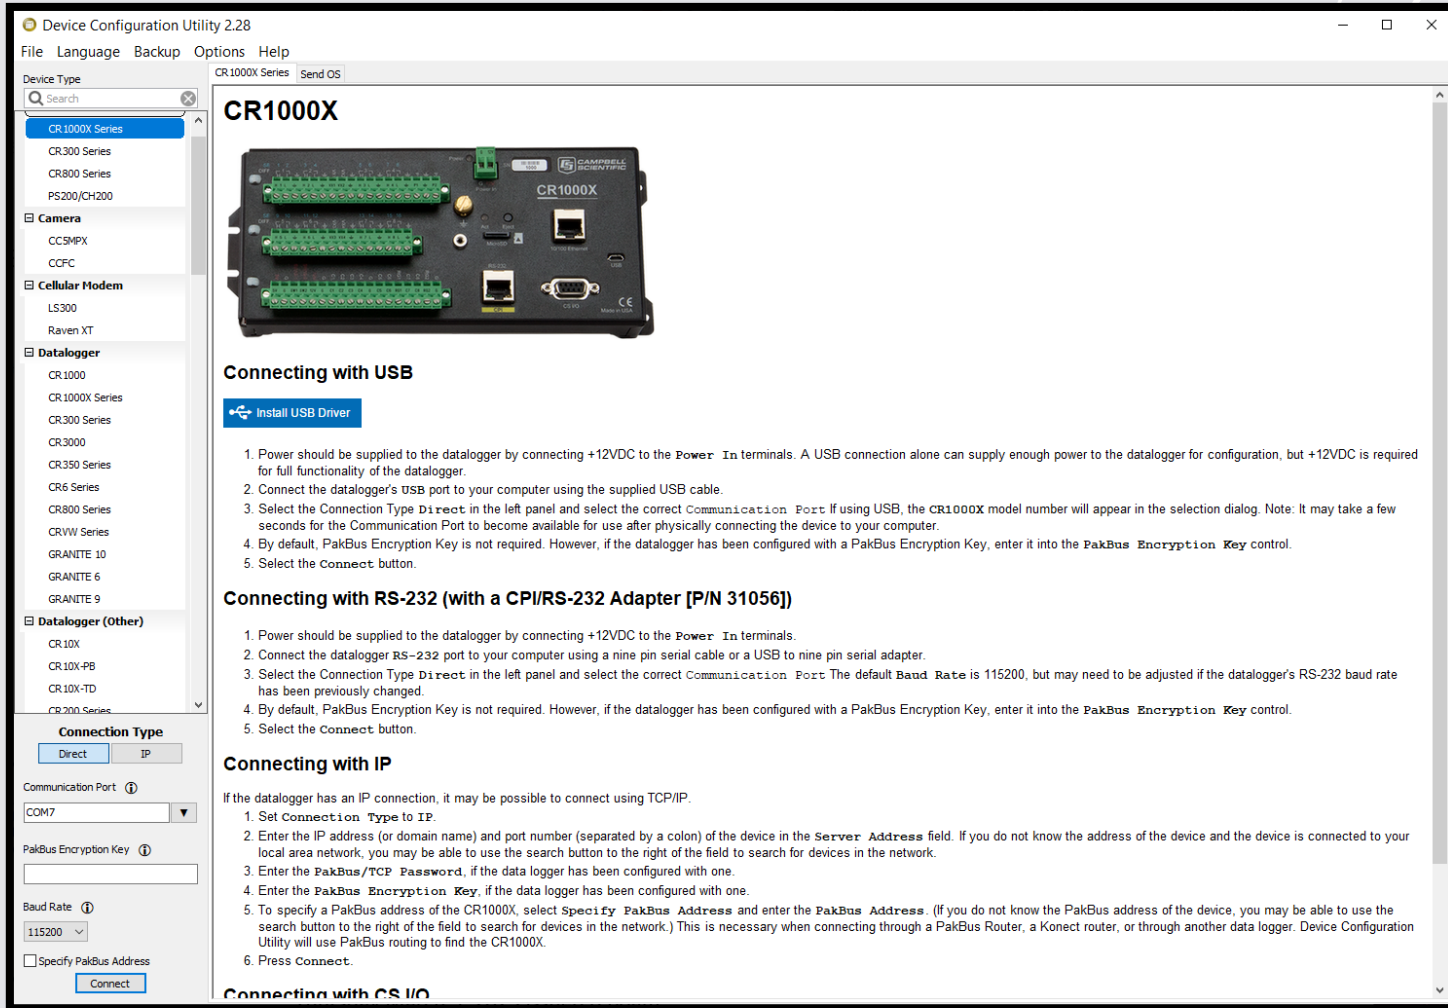 Device Configuration Utility 2.28
File Language Backup Options Help
Device Type
Search
CR1000X Series
CR300 Series
CR800 Series
PS200/CH200
Camera
CC5MPX
CCFC
Cellular Modem
LS300
Raven XT
Datalogger
CR1000
CR1000X Series
CR300 Series
CR3000
CR350 Series
CR6 Series
CR800 Series
CRVW Series
GRANITE 10
GRANITE 6
GRANITE 9
Datalogger (Other)
CR10X
CR10X-PB
CR10X-TD
CR200 Series
Connection Type
Direct IP
Communication Port
COM7
PakBus Encryption Key
Baud Rate
115200
Specify PakBus Address
Connect
CR1000X Series Send OS
CR1000X
CAMPBELL
SCIENTIFIC
CR1000X
Power In
MicroSD
10/100 Ethernet
USB
RS-232
CPI
CS I/O
CE
Made in USA
Connecting with USB
Install USB Driver
1. Power should be supplied to the datalogger by connecting +12VDC to the Power In terminals. A USB connection alone can supply enough power to the datalogger for configuration, but +12VDC is required
for full functionality of the datalogger.
2. Connect the datalogger's USB port to your computer using the supplied USB cable.
3. Select the Connection Type Direct in the left panel and select the correct Communication Port If using USB, the CR1000X model number will appear in the selection dialog. Note: It may take a few
seconds for the Communication Port to become available for use after physically connecting the device to your computer.
4. By default, PakBus Encryption Key is not required. However, if the datalogger has been configured with a PakBus Encryption Key, enter it into the PakBus Encryption Key control.
5. Select the Connect button.
Connecting with RS-232 (with a CPI/RS-232 Adapter [P/N 31056])
1. Power should be supplied to the datalogger by connecting +12VDC to the Power In terminals.
2. Connect the datalogger RS-232 port to your computer using a nine pin serial cable or a USB to nine pin serial adapter.
3. Select the Connection Type Direct in the left panel and select the correct Communication Port The default Baud Rate is 115200, but may need to be adjusted if the datalogger's RS-232 baud rate
has been previously changed.
4. By default, PakBus Encryption Key is not required. However, if the datalogger has been configured with a PakBus Encryption Key, enter it into the PakBus Encryption Key control.
5. Select the Connect button.
Connecting with IP
If the datalogger has an IP connection, it may be possible to connect using TCP/IP.
1. Set Connection Type to IP.
2. Enter the IP address (or domain name) and port number (separated by a colon) of the device in the Server Address field. If you do not know the address of the device and the device is connected to your
local area network, you may be able to use the search button to the right of the field to search for devices in the network.
3. Enter the PakBus/TCP Password, if the data logger has been configured with one.
4. Enter the PakBus Encryption Key, if the data logger has been configured with one.
5. To specify a PakBus address of the CR1000X, select Specify PakBus Address and enter the PakBus Address. (If you do not know the PakBus address of the device, you may be able to use the
search button to the right of the field to search for devices in the network.) This is necessary when connecting through a PakBus Router, a Konect router, or through another data logger. Device Configuration
Utility will use PakBus routing to find the CR1000X.
6. Press Connect.
Connecting with CS I/O